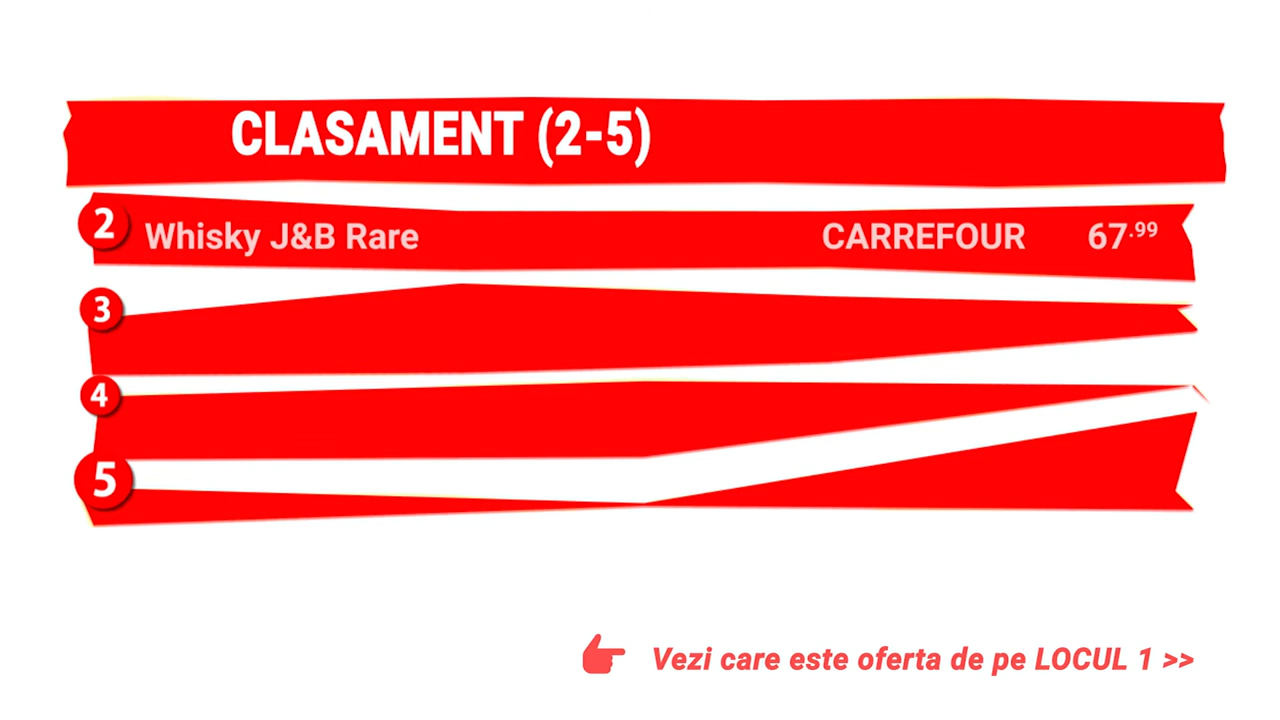 CLASAMENT (2-5)
2 Whisky J&B Rare CARREFOUR 67.99
3
4
5
Vezi care este oferta de pe LOCUL 1 >>